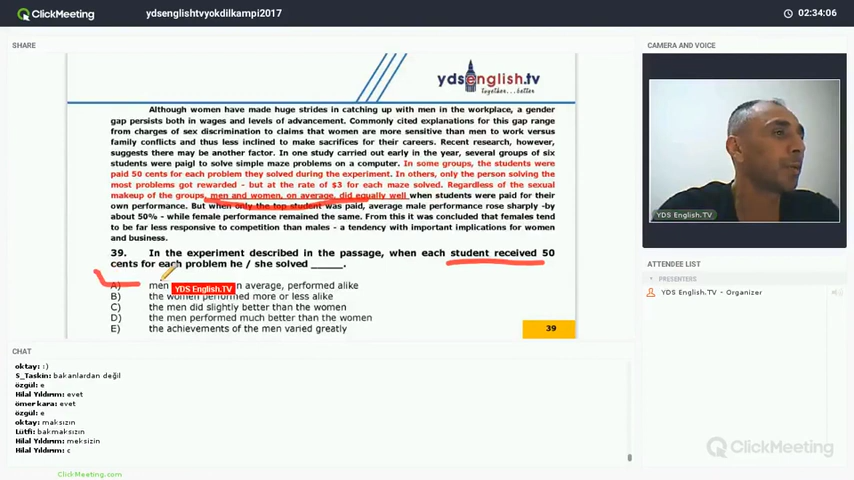 ClickMeeting
ydsenglishtvyokdilkampi2017
02:34:06
SHARE
CAMERA AND VOICE
ydsenglish.tv
together...better
Although women have made huge strides in catching up with men in the workplace, a gender
gap persists both in wages and levels of advancement. Commonly cited explanations for this gap range
from charges of sex discrimination to claims that women are more sensitive than men to work versus
family conflicts and thus less inclined to make sacrifices for their careers. Recent research, however,
suggests there may be another factor. In one study carried out early in the year, several groups of six
students were paigl to solve simple maze problems on a computer. In some groups, the students were
paid 50 cents for each problem they solved during the experiment. In others, only the person solving the
the most problems got rewarded - but at the rate of $3 for each maze solved. Regardless of the sexual
makeup of the groups, men and women, on average, did equally well when students were paid for their
own performance. But when only the top student was paid, average male performance rose sharply -by
about 50% - while female performance remained the same. From this it was concluded that females tend
to be far less responsive to competition than males - a tendency with important implications for women
and business.
39. In the experiment described in the passage, when each student received 50
cents for each problem he / she solved _____.
A) men n average, performed alike
YDS English.TV
B) the women performed more or less alike
C) the men did slightly better than the women
D) the men performed much better than the women
E) the achievements of the men varied greatly
39
YDS English.TV
ATTENDEE LIST
PRESENTERS
YDS English.TV - Organizer
CHAT
oktay: :)
S_Taskin: bakanlardan değil
özgül: e
Hilal Yıldırım: evet
ömer kara: evet
özgül: e
oktay: maksızın
Lütfi: bakmaksızın
Hilal Yıldırım: meksizin
Hilal Yıldırım: c
ClickMeeting
ClickMeeting.com